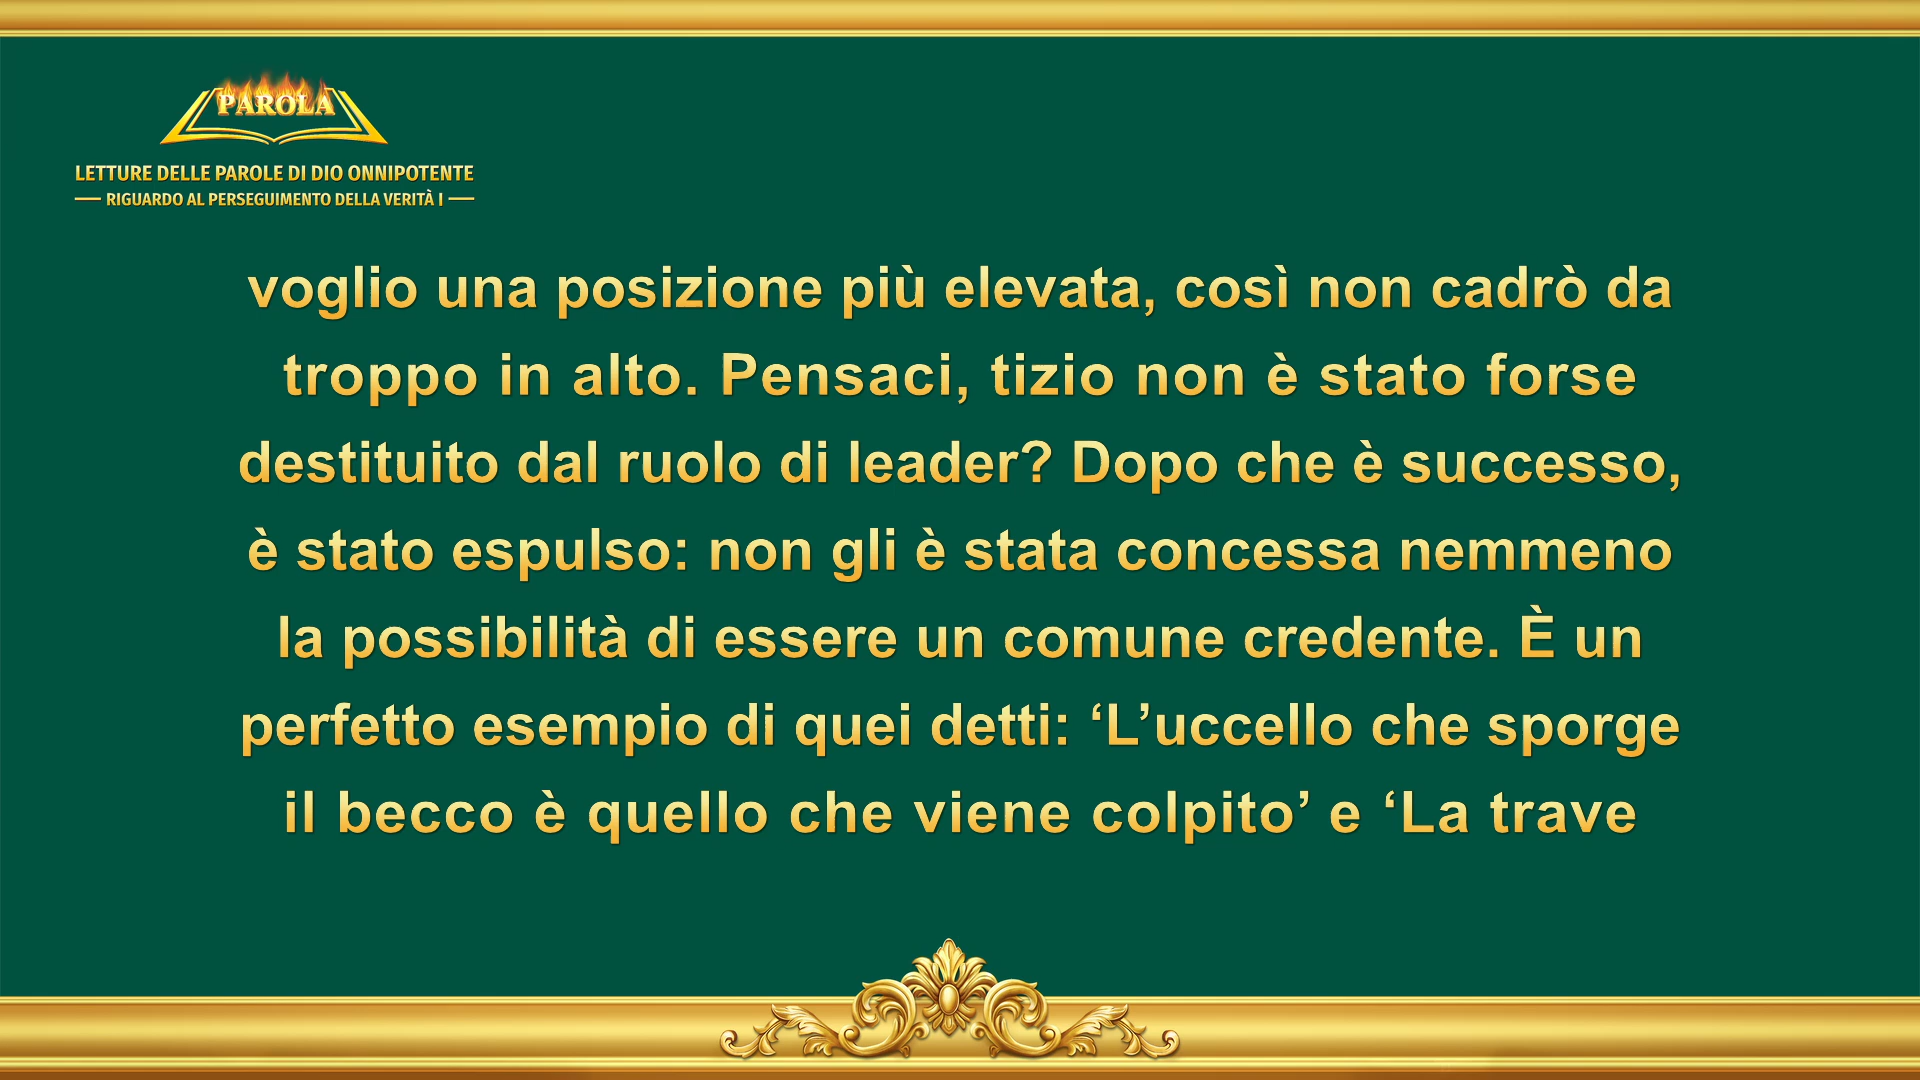 PAROLA
LETTURE DELLE PAROLE DI DIO ONNIPOTENTE
RIGUARDO AL PERSEGUIMENTO DELLA VERITÀ I
voglio una posizione più elevata, così non cadrò da
troppo in alto. Pensaci, tizio non è stato forse
destituito dal ruolo di leader? Dopo che è successo,
è stato espulso: non gli è stata concessa nemmeno
la possibilità di essere un comune credente. È un
perfetto esempio di quei detti: ‘L’uccello che sporge
il becco è quello che viene colpito’ e ‘La trave